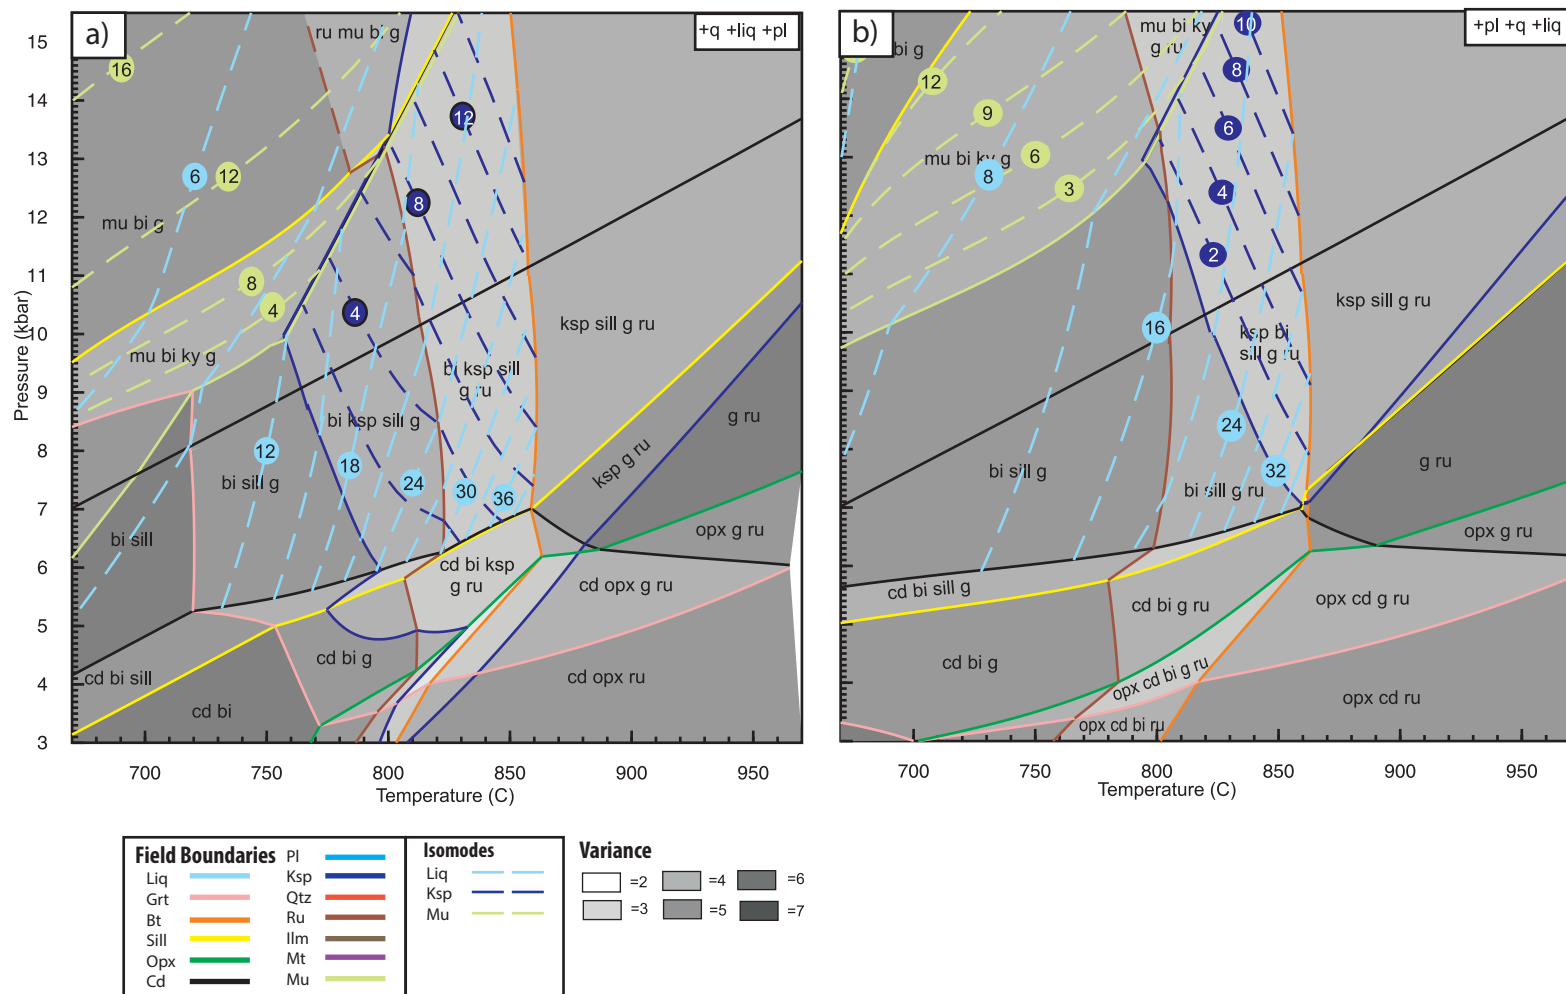 a)
+q +liq +pl
ru mu bi g
mu bi g
mu bi ky g
bi sill
bi sill g
bi ksp sill g
bi ksp sill
g ru
ksp sill g ru
ksp g ru
g ru
opx g ru
cd bi ksp
g ru
cd opx g ru
cd bi sill
cd bi
cd bi g
cd opx ru
16
6
12
8
4
12
8
4
12
18
24
30
36
15
14
13
12
11
10
9
8
7
6
5
4
3
Pressure (kbar)
700
750
800
850
900
950
Temperature (C)
b)
+pl +q +liq
bi g
mu bi ky
g ru
mu bi ky g
ksp sill g ru
ksp bi
sill g ru
bi sill g
bi sill g ru
g ru
opx g ru
cd bi sill g
cd bi g ru
opx cd g ru
cd bi g
opx cd bi g ru
opx cd bi ru
opx cd ru
12
9
6
3
8
10
8
6
4
2
16
24
32
700
750
800
850
900
950
Temperature (C)
Field Boundaries
Liq
Grt
Bt
Sill
Opx
Cd
Pl
Ksp
Qtz
Ru
Ilm
Mt
Mu
Isomodes
Liq
Ksp
Mu
Variance
=2
=4
=6
=3
=5
=7